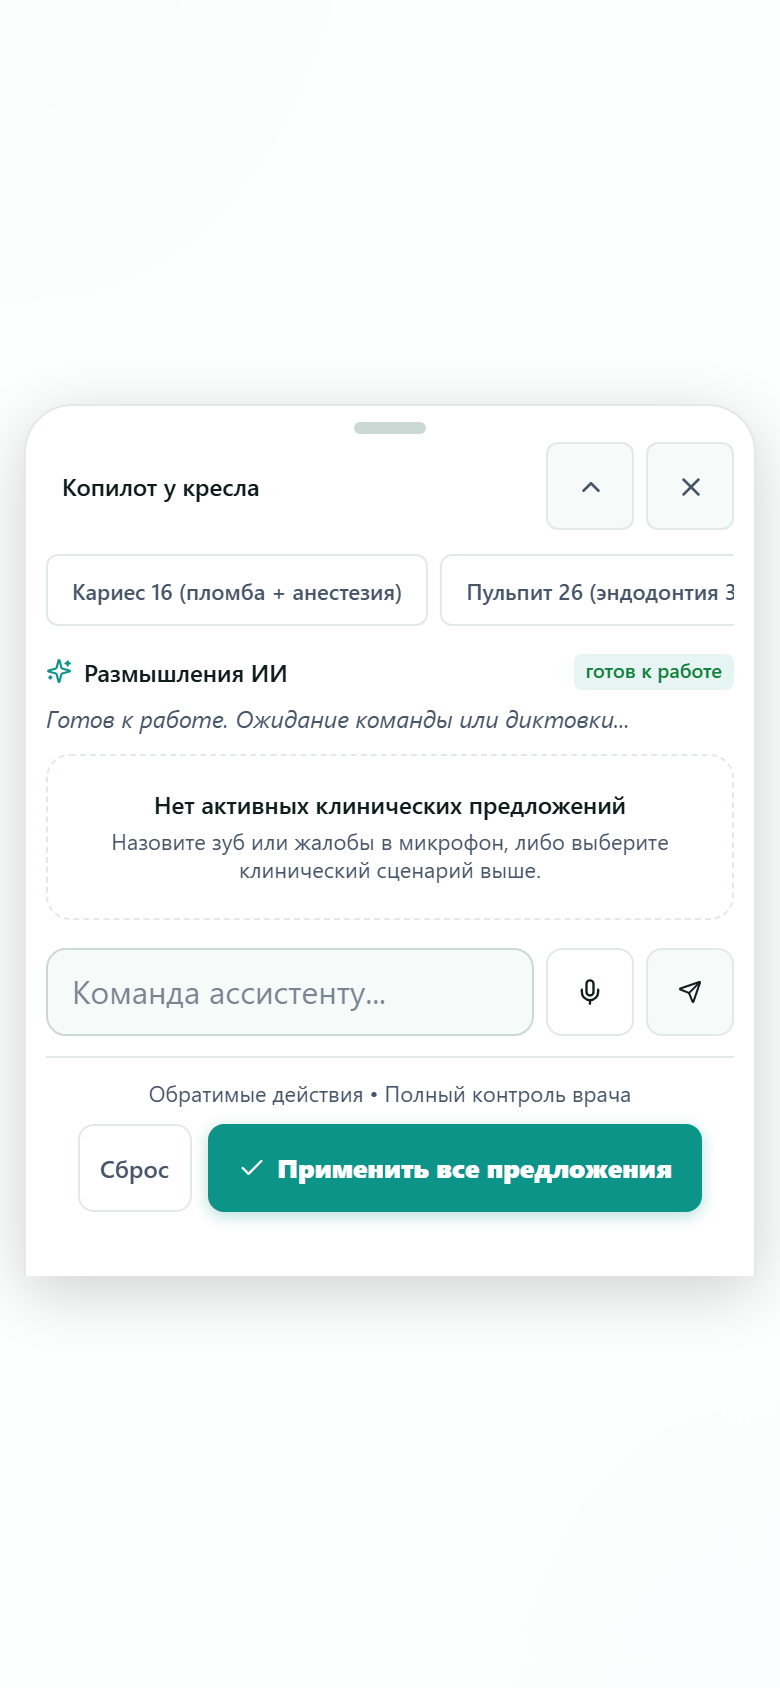 Копилот у кресла
Кариес 16 (пломба + анестезия)
Пульпит 26 (эндодонтия 3
Размышления ИИ
готов к работе
Готов к работе. Ожидание команды или диктовки...
Нет активных клинических предложений
Назовите зуб или жалобы в микрофон, либо выберите
клинический сценарий выше.
Команда ассистенту...
Обратимые действия • Полный контроль врача
Сброс
Применить все предложения